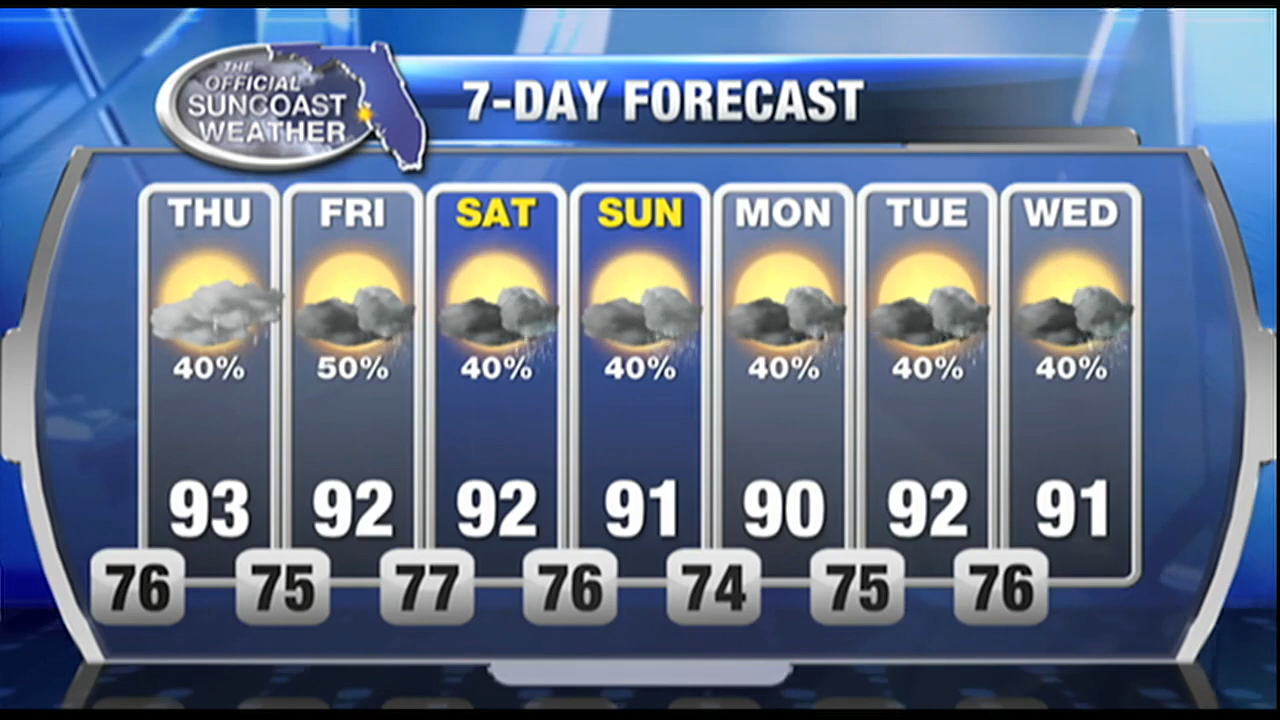 THE
OFFICIAL
SUNCOAST
WEATHER
7-DAY FORECAST
THU FRI SAT SUN MON TUE WED
40% 50% 40% 40% 40% 40% 40%
93 92 92 91 90 92 91
76 75 77 76 74 75 76